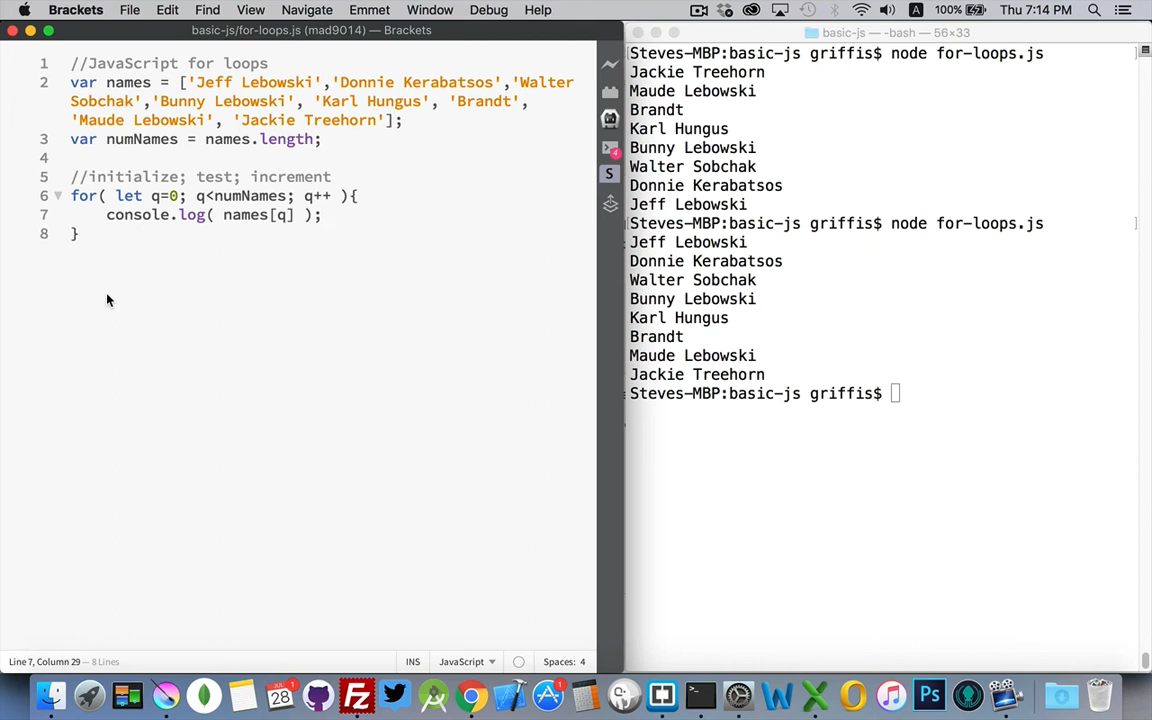 Brackets File Edit Find View Navigate Emmet Window Debug Help A 100% Thu 7:14 PM
basic-js/for-loops.js (mad9014) — Brackets
1 //JavaScript for loops
2 var names = ['Jeff Lebowski','Donnie Kerabatsos','Walter
Sobchak','Bunny Lebowski', 'Karl Hungus', 'Brandt',
'Maude Lebowski', 'Jackie Treehorn'];
3 var numNames = names.length;
4
5 //initialize; test; increment
6 for( let q=0; q<numNames; q++ ){
7 console.log( names[q] );
8 }
Line 7, Column 29 — 8 Lines
INS JavaScript Spaces: 4
4
S
basic-js — -bash — 56×33
[Steves-MBP:basic-js griffis$ node for-loops.js ]
Jackie Treehorn
Maude Lebowski
Brandt
Karl Hungus
Bunny Lebowski
Walter Sobchak
Donnie Kerabatsos
Jeff Lebowski
[Steves-MBP:basic-js griffis$ node for-loops.js ]
Jeff Lebowski
Donnie Kerabatsos
Walter Sobchak
Bunny Lebowski
Karl Hungus
Brandt
Maude Lebowski
Jackie Treehorn
Steves-MBP:basic-js griffis$
JUL 28 Fz 1 W X Ps